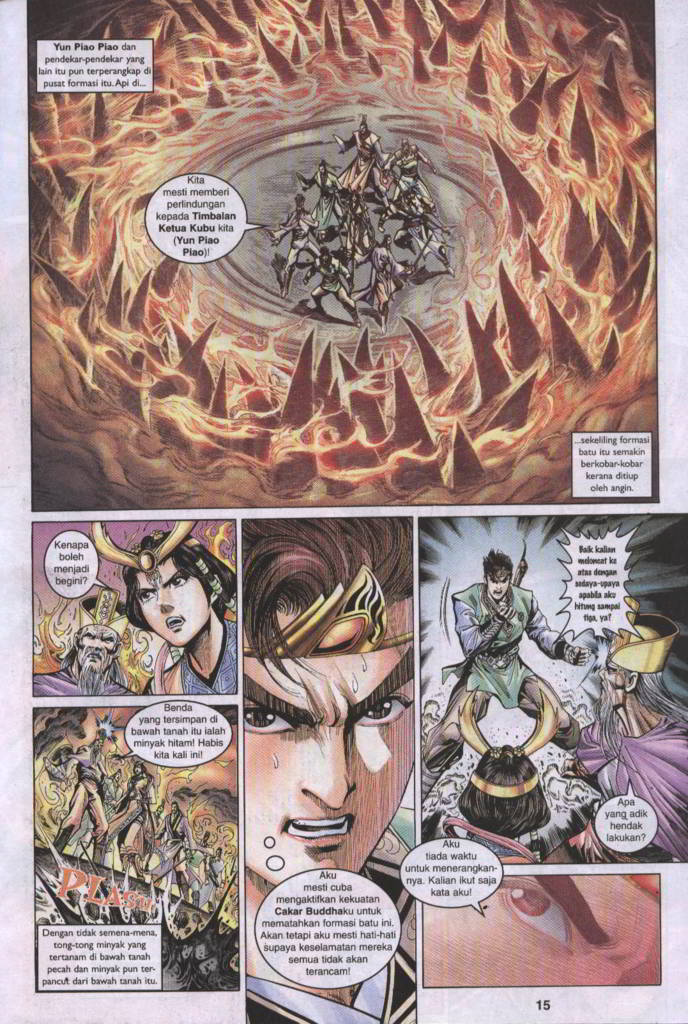 Yun Piao Piao dan
pendekar-pendekar yang
lain itu pun terperangkap di
pusat formasi itu. Api di...
Kita
mesti memberi
perlindungan
kepada Timbalan
Ketua Kubu kita
(Yun Piao
Piao)!
...sekeliling formasi
batu itu semakin
berkobar-kobar
kerana ditiup
oleh angin.
Kenapa
boleh
menjadi
begini?
Benda
yang tersimpan di
bawah tanah itu ialah
minyak hitam! Habis
kita kali ini!
PLASH
Dengan tidak semena-mena,
tong-tong minyak yang
tertanam di bawah tanah
pecah dan minyak pun ter-
pancut dari bawah tanah itu.
Aku
mesti cuba
mengaktifkan kekuatan
Cakar Buddhaku untuk
mematahkan formasi batu ini.
Akan tetapi aku mesti hati-hati
supaya keselamatan mereka
semua tidak akan
terancam!
Baik kalian
meloncat ke
atas dengan
sedaya-upaya
apabila aku
hitung sampai
tiga, ya?
Apa
yang adik
hendak
lakukan?
Aku
tiada waktu
untuk menerangkan-
nya. Kalian ikut saja
kata aku!
15